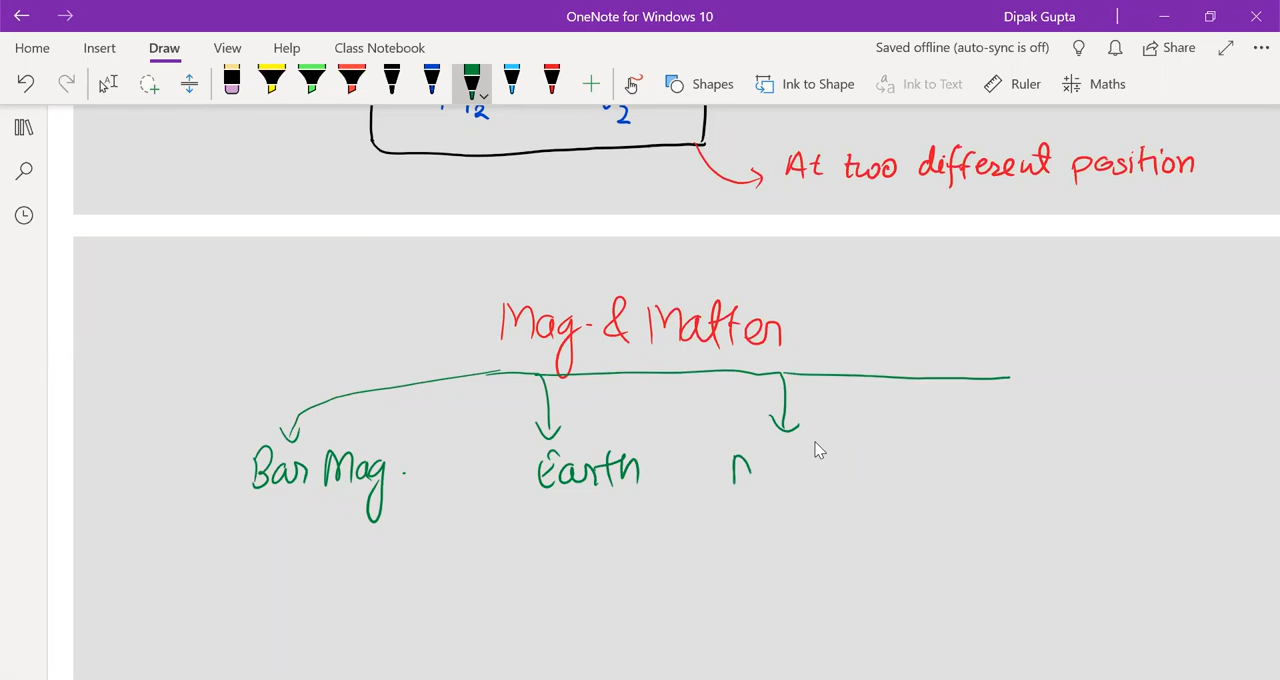 OneNote for Windows 10
Dipak Gupta
Home Insert Draw View Help Class Notebook
Saved offline (auto-sync is off)
Share
Shapes
Ink to Shape
Ink to Text
Ruler
Maths
2
At two different position
Mag. & Matter
Bar Mag.
Earth